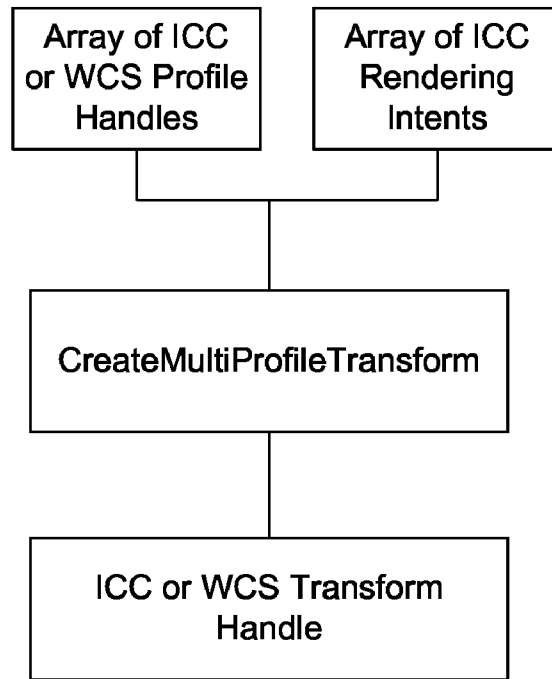 Array of ICC
or WCS Profile
Handles
Array of ICC
Rendering
Intents
CreateMultiProfileTransform
ICC or WCS Transform
Handle